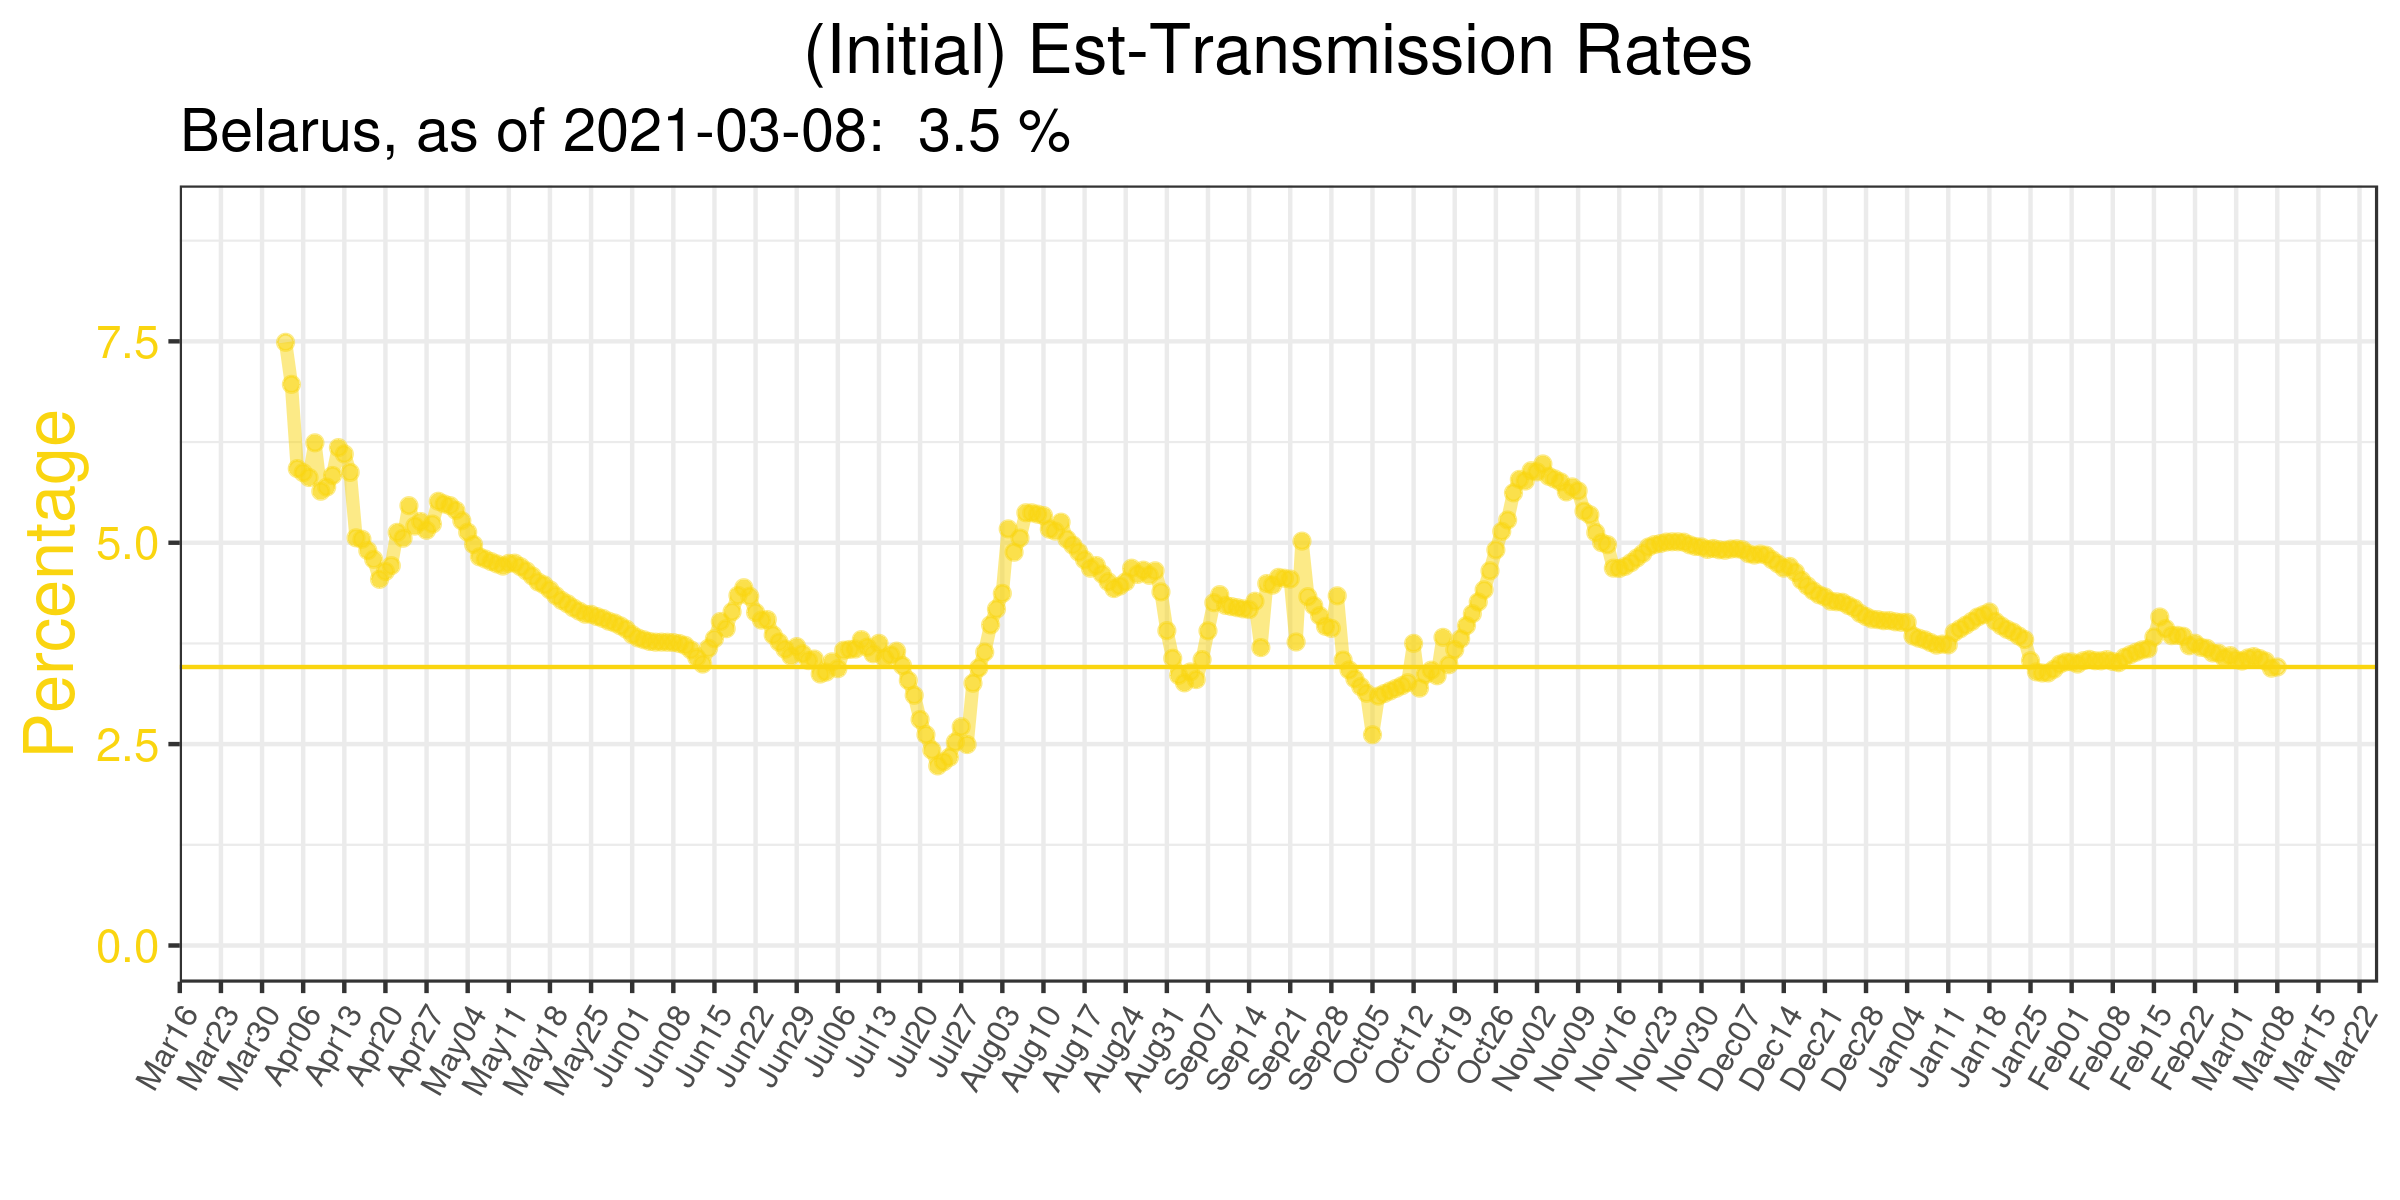 (Initial) Est-Transmission Rates
Belarus, as of 2021-03-08:  3.5 %
Percentage
7.5
5.0
2.5
0.0
Mar16
Mar23
Mar30
Apr06
Apr13
Apr20
Apr27
May04
May11
May18
May25
Jun01
Jun08
Jun15
Jun22
Jun29
Jul06
Jul13
Jul20
Jul27
Aug03
Aug10
Aug17
Aug24
Aug31
Sep07
Sep14
Sep21
Sep28
Oct05
Oct12
Oct19
Oct26
Nov02
Nov09
Nov16
Nov23
Nov30
Dec07
Dec14
Dec21
Dec28
Jan04
Jan11
Jan18
Jan25
Feb01
Feb08
Feb15
Feb22
Mar01
Mar08
Mar15
Mar22